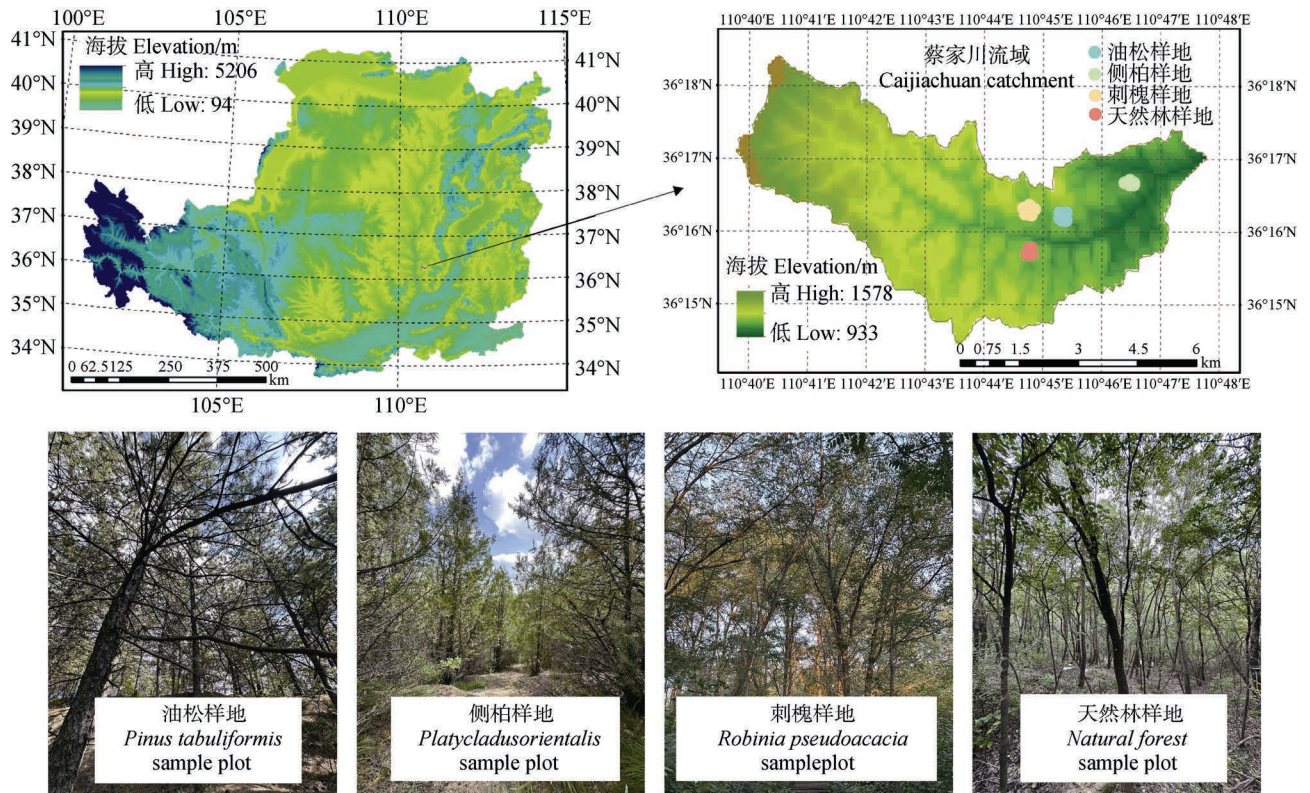 100°E 105°E 110°E 115°E
41°N
40°N
39°N
38°N
37°N
36°N
35°N
34°N
海拔 Elevation/m
高 High: 5206
低 Low: 94
41°N
40°N
39°N
38°N
37°N
36°N
35°N
34°N
0 62.5 125 250 375 500
km
105°E 110°E
110°40'E 110°41'E 110°42'E 110°43'E 110°44'E 110°45'E 110°46'E 110°47'E 110°48'E
36°18'N
36°17'N
36°16'N
36°15'N
蔡家川流域
Caijiachuan catchment
油松样地
侧柏样地
刺槐样地
天然林样地
36°18'N
36°17'N
36°16'N
36°15'N
海拔 Elevation/m
高 High: 1578
低 Low: 933
0 0.75 1.5 3 4.5 6
km
110°40'E 110°41'E 110°42'E 110°43'E 110°44'E 110°45'E 110°46'E 110°47'E 110°48'E
油松样地
Pinus tabuliformis
sample plot
侧柏样地
Platycladusorientalis
sample plot
刺槐样地
Robinia pseudoacacia
sampleplot
天然林样地
Natural forest
sample plot